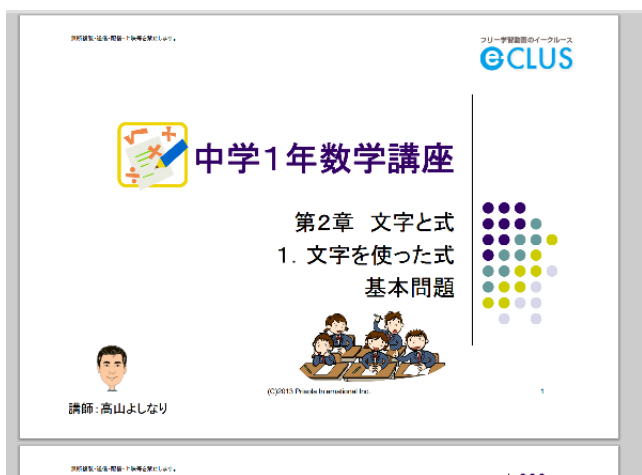 フリー学習動画のイークルース
eCLUS
中学1年数学講座
第2章 文字と式
1. 文字を使った式
基本問題
講師:高山よしなり
(C)2013 Prisola International Inc.
1